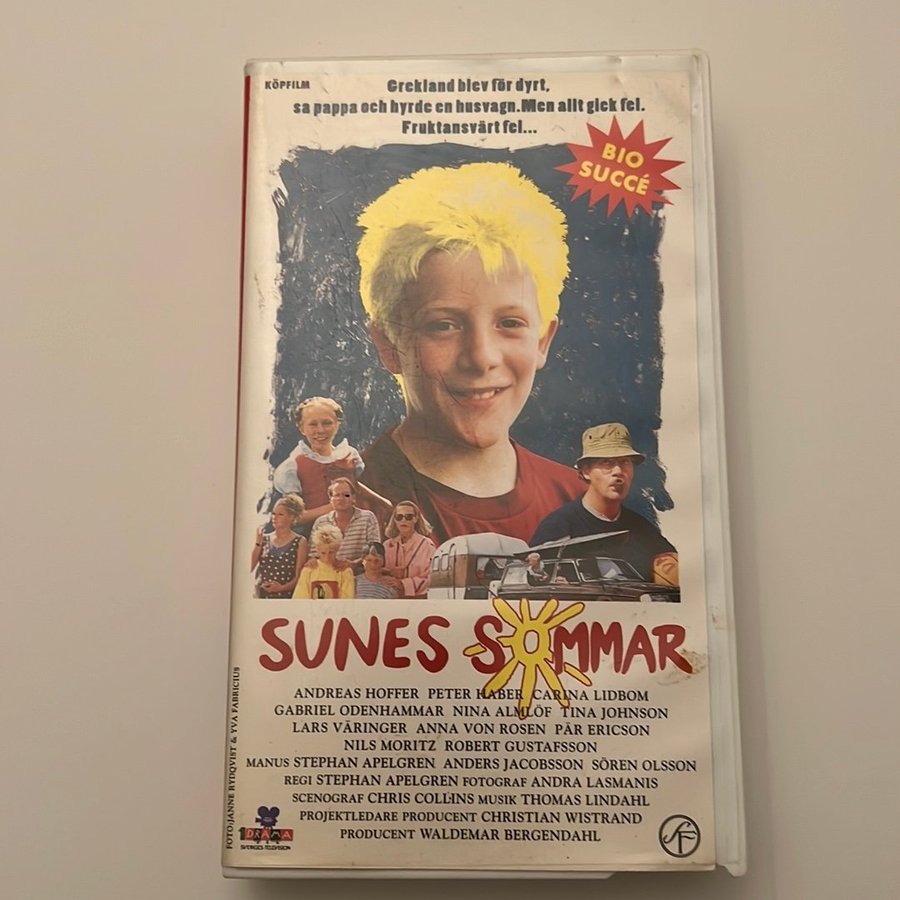 KÖPFILM
Grekland blev för dyrt,
sa pappa och hyrde en husvagn. Men allt gick fel.
Fruktansvärt fel...
BIO
SUCCÉ
SUNES SOMMAR
ANDREAS HOFFER PETER HABER CARINA LIDBOM
GABRIEL ODENHAMMAR NINA ALMLÖF TINA JOHNSON
LARS VÄRINGER ANNA VON ROSEN PÄR ERICSON
NILS MORITZ ROBERT GUSTAFSSON
MANUS STEPHAN APELGREN ANDERS JACOBSSON SÖREN OLSSON
REGI STEPHAN APELGREN FOTOGRAF ANDRA LASMANIS
SCENOGRAF CHRIS COLLINS MUSIK THOMAS LINDAHL
PROJEKTLEDARE PRODUCENT CHRISTIAN WISTRAND
PRODUCENT WALDEMAR BERGENDAHL
FOTO: JANNE RYDQVIST & YVA FABRICIUS
1 DRAMA
SVERIGES TELEVISION
SF